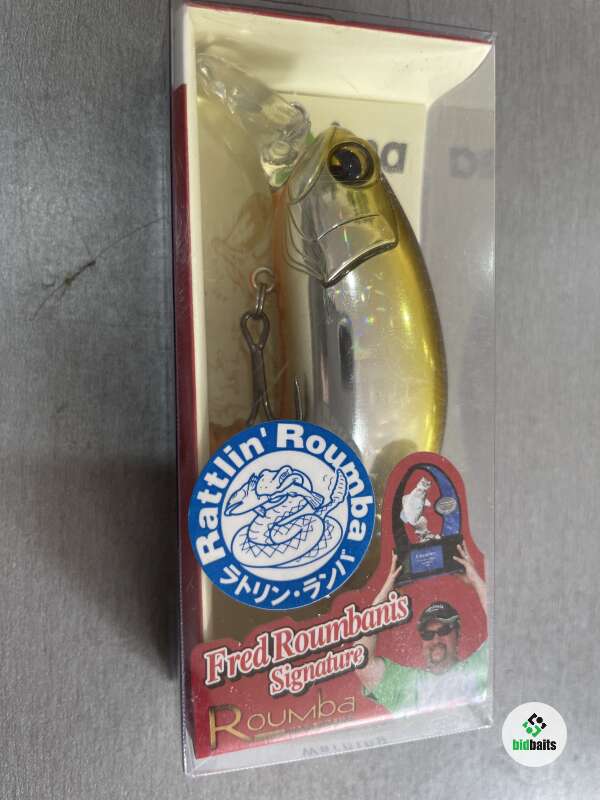 Rattlin' Roumba
ラトリン・ランバ
Fred Roumbanis
Signature
Roumba
bidbaits